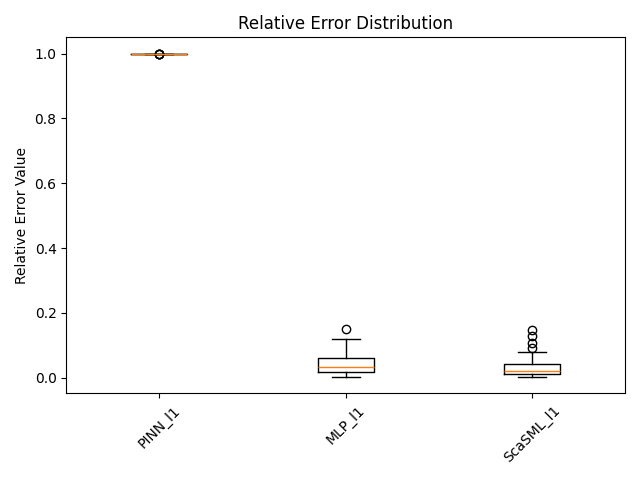 Relative Error Distribution
Relative Error Value
1.0
0.8
0.6
0.4
0.2
0.0
PINN_l1
MLP_l1
ScaSML_l1